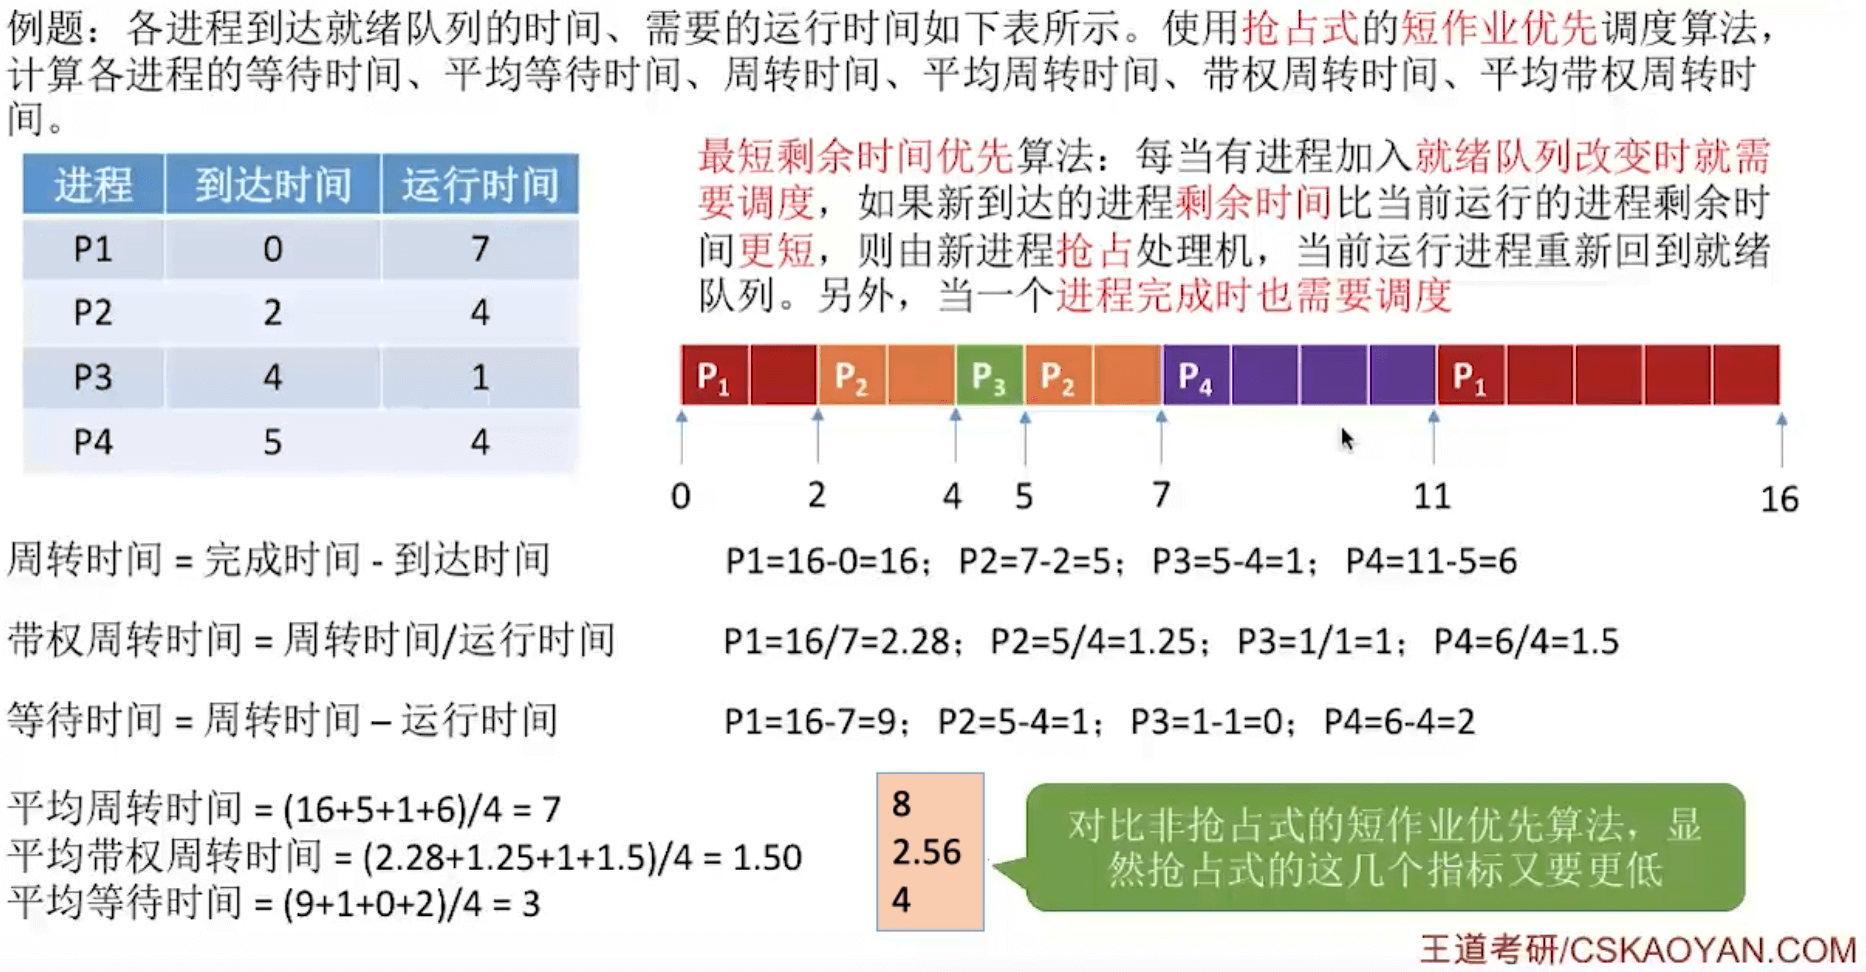 例题：各进程到达就绪队列的时间、需要的运行时间如下表所示。使用抢占式的短作业优先调度算法，
计算各进程的等待时间、平均等待时间、周转时间、平均周转时间、带权周转时间、平均带权周转时
间。
进程 到达时间 运行时间
P1 0 7
P2 2 4
P3 4 1
P4 5 4
最短剩余时间优先算法：每当有进程加入就绪队列改变时就需
要调度，如果新到达的进程剩余时间比当前运行的进程剩余时
间更短，则由新进程抢占处理机，当前运行进程重新回到就绪
队列。另外，当一个进程完成时也需要调度
P1 P2 P3 P2 P4 P1
0 2 4 5 7 11 16
周转时间 = 完成时间 - 到达时间 P1=16-0=16；P2=7-2=5；P3=5-4=1；P4=11-5=6
带权周转时间 = 周转时间/运行时间 P1=16/7=2.28；P2=5/4=1.25；P3=1/1=1；P4=6/4=1.5
等待时间 = 周转时间 – 运行时间 P1=16-7=9；P2=5-4=1；P3=1-1=0；P4=6-4=2
平均周转时间 = (16+5+1+6)/4 = 7
平均带权周转时间 = (2.28+1.25+1+1.5)/4 = 1.50
平均等待时间 = (9+1+0+2)/4 = 3
8
2.56
4
对比非抢占式的短作业优先算法，显
然抢占式的这几个指标又要更低
王道考研/CSKAOYAN.COM